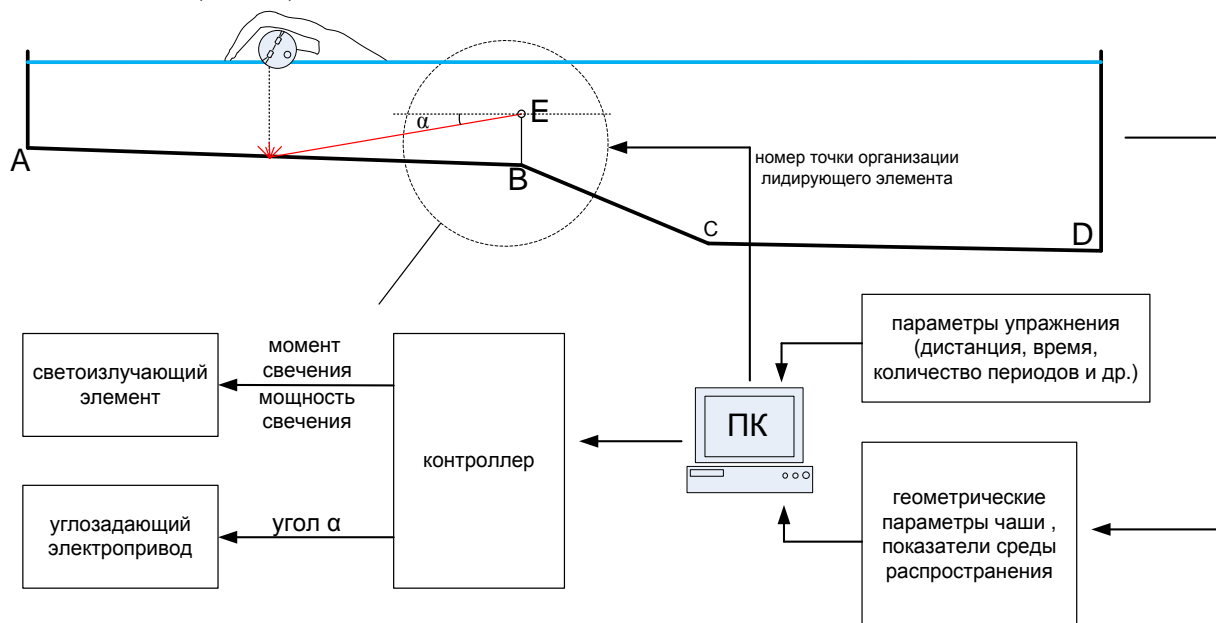 α
E
A
B
C
D
номер точки организации
лидирующего элемента
светоизлучающий
элемент
момент
свечения
мощность
свечения
контроллер
ПК
параметры упражнения
(дистанция, время,
количество периодов и др.)
углозадающий
электропривод
угол α
геометрические
параметры чаши ,
показатели среды
распространения